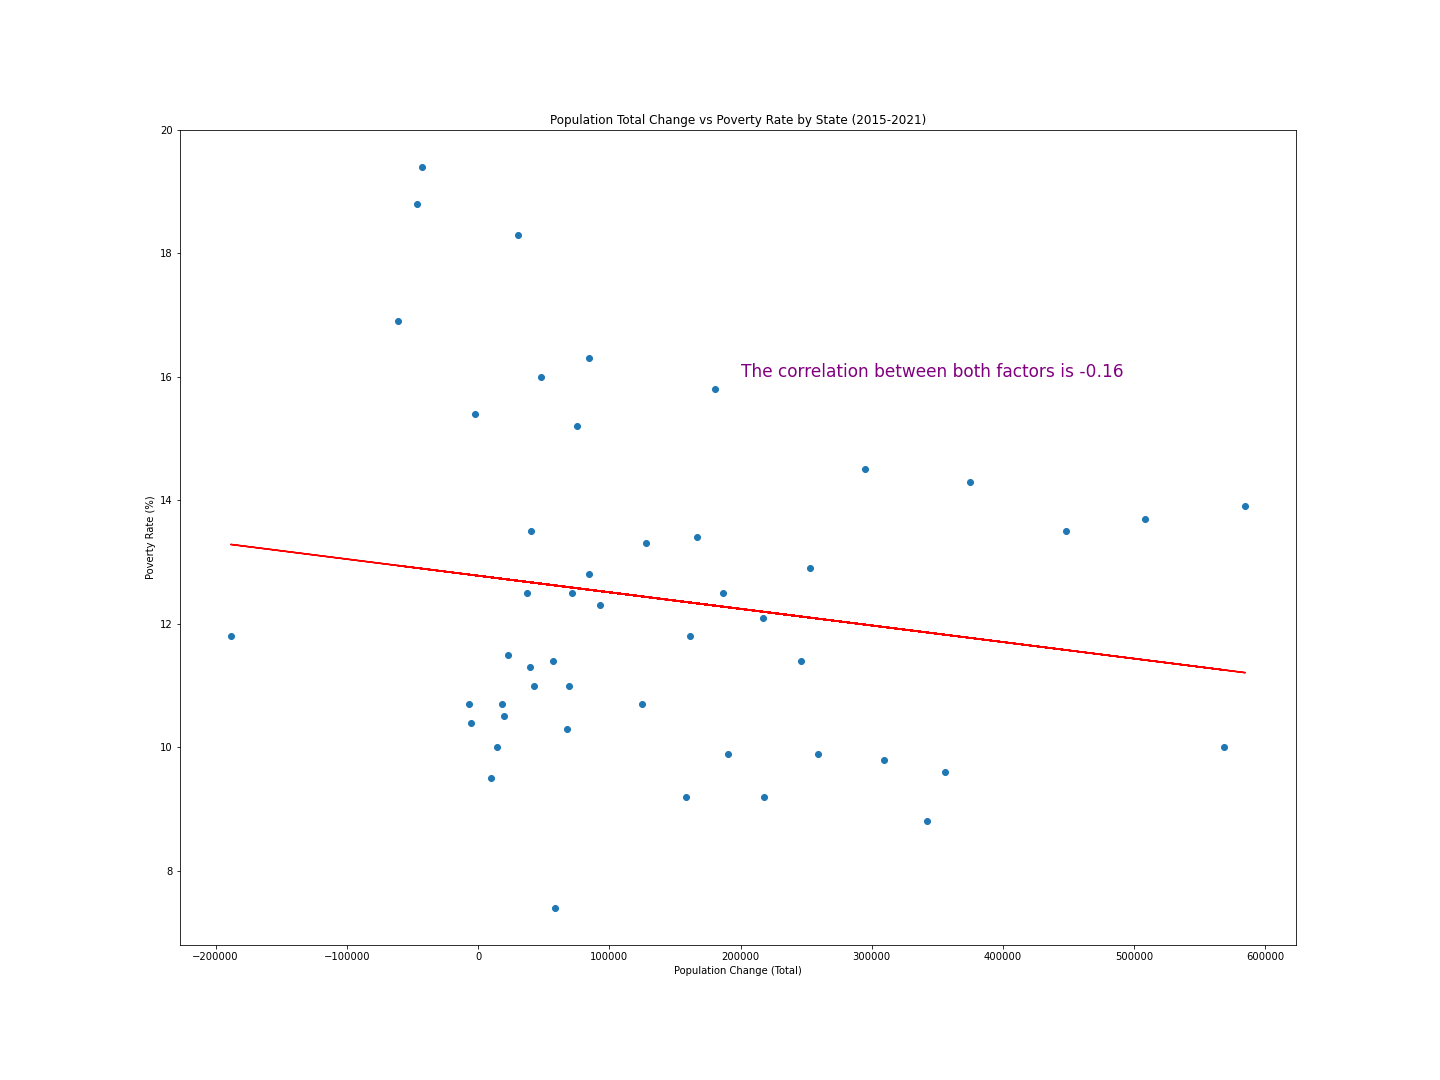 Population Total Change vs Poverty Rate by State (2015-2021)
20
18
16
14
12
10
8
Poverty Rate (%)
The correlation between both factors is -0.16
−200000 −100000 0 100000 200000 300000 400000 500000 600000
Population Change (Total)